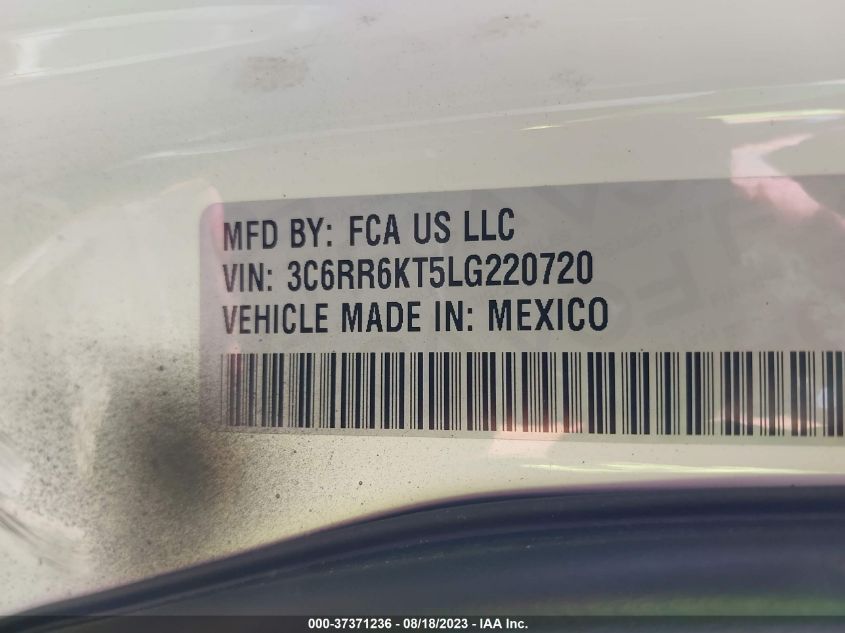 MFD BY: FCA US LLC
VIN: 3C6RR6KT5LG220720
VEHICLE MADE IN: MEXICO
000-37371236 - 08/18/2023 - IAA Inc.